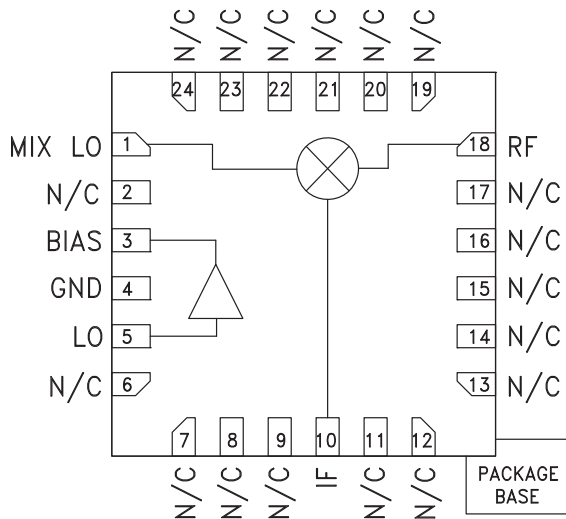 N/C N/C N/C N/C N/C N/C
24 23 22 21 20 19
MIX LO 1 18 RF
N/C 2 17 N/C
BIAS 3 16 N/C
GND 4 15 N/C
LO 5 14 N/C
N/C 6 13 N/C
7 8 9 10 11 12
N/C N/C N/C IF N/C N/C
PACKAGE
BASE